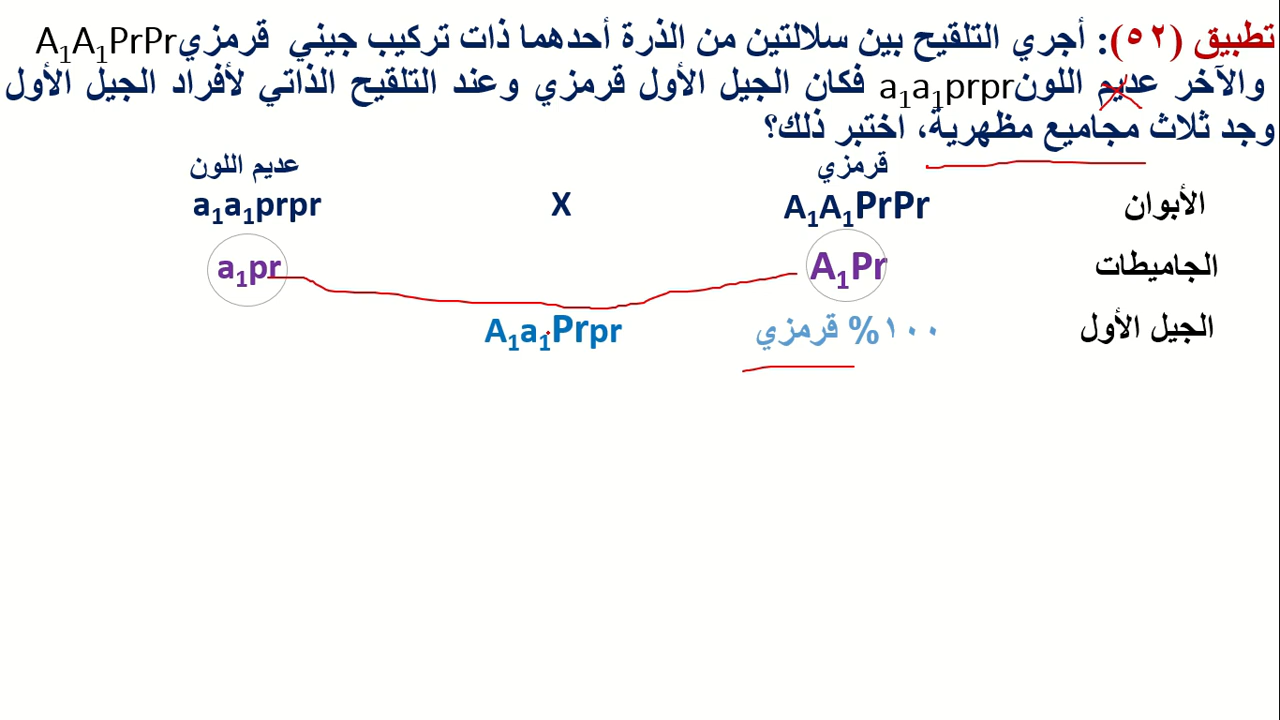 تطبيق (٥٢): أجري التلقيح بين سلالتين من الذرة أحدهما ذات تركيب جيني قرمزي A₁A₁PrPr
والآخر عديم اللون a₁a₁prpr فكان الجيل الأول قرمزي وعند التلقيح الذاتي لأفراد الجيل الأول
وجد ثلاث مجاميع مظهرية، اختبر ذلك؟
قرمزي عديم اللون
الأبوان A₁A₁PrPr X a₁a₁prpr
الجاميطات A₁Pr a₁pr
الجيل الأول ١٠٠% قرمزي A₁a₁Prpr